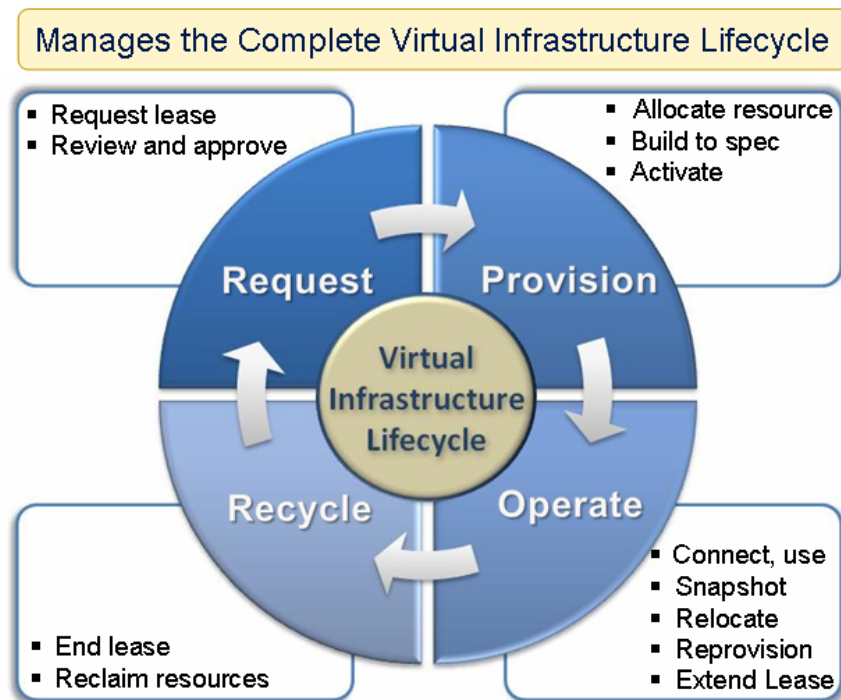 Manages the Complete Virtual Infrastructure Lifecycle
▪ Request lease
▪ Review and approve
▪ Allocate resource
▪ Build to spec
▪ Activate
Request
Provision
Virtual
Infrastructure
Lifecycle
Recycle
Operate
▪ End lease
▪ Reclaim resources
▪ Connect, use
▪ Snapshot
▪ Relocate
▪ Reprovision
▪ Extend Lease